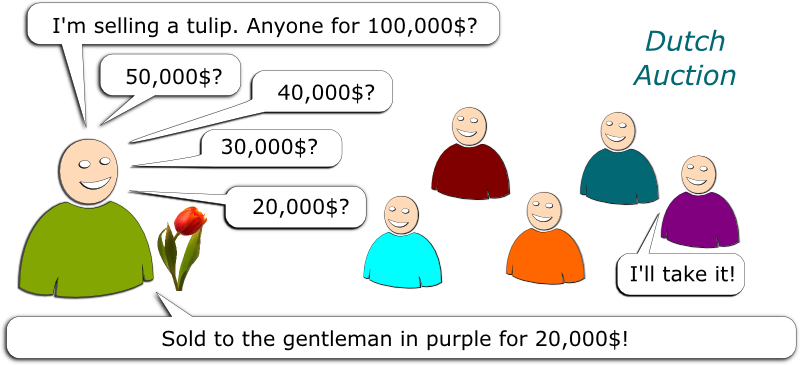 I'm selling a tulip. Anyone for 100,000$?
50,000$?
40,000$?
30,000$?
20,000$?
Dutch
Auction
I'll take it!
Sold to the gentleman in purple for 20,000$!